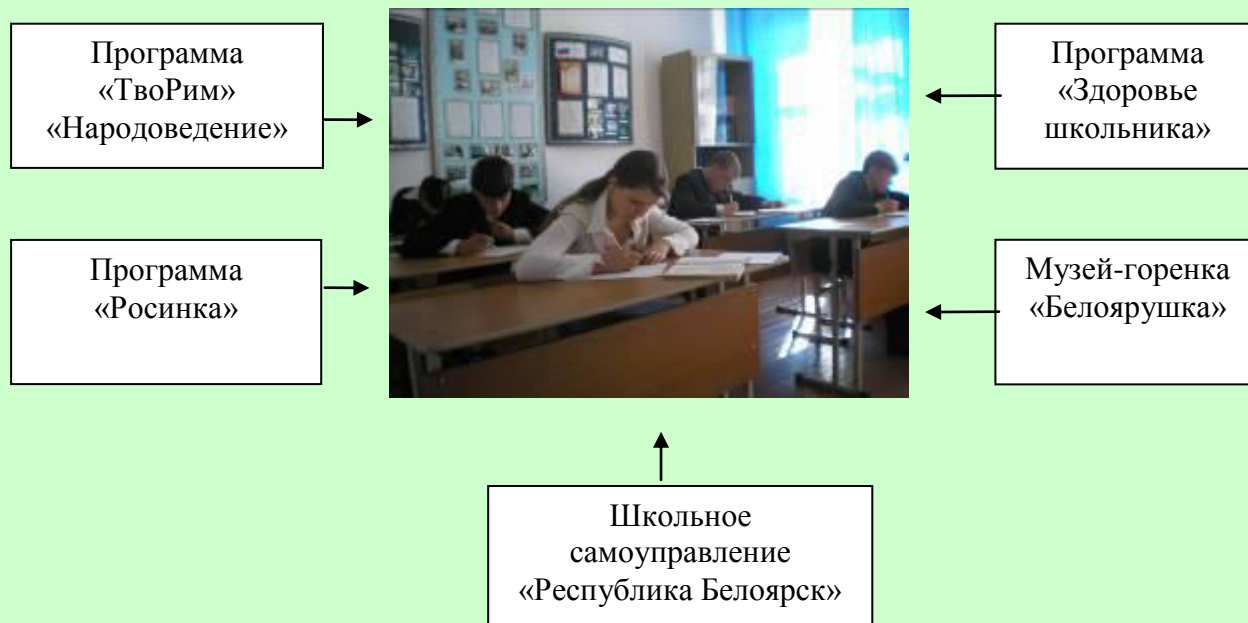 Программа
«ТвоРим»
«Народоведение»
Программа
«Здоровье
школьника»
Программа
«Росинка»
Музей-горенка
«Белоярушка»
Школьное
самоуправление
«Республика Белоярск»